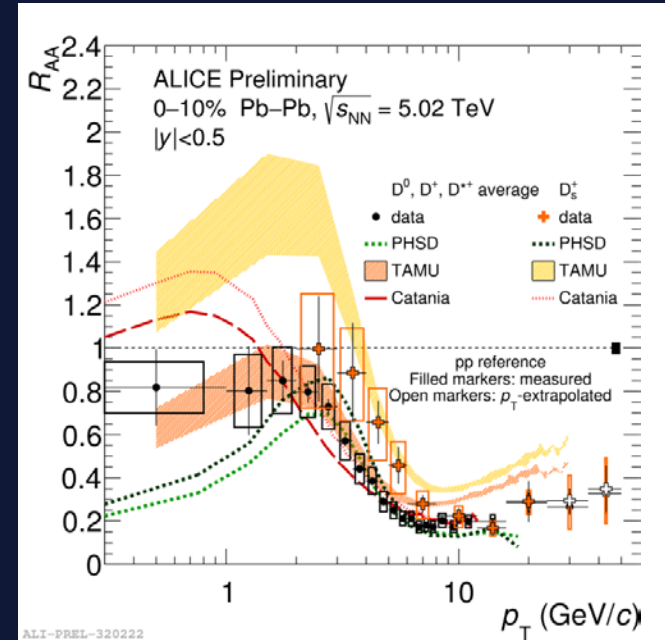 R_AA
2.4
2.2
2
1.8
1.6
1.4
1.2
1
0.8
0.6
0.4
0.2
0
ALICE Preliminary
0–10% Pb–Pb, √s_NN = 5.02 TeV
|y|<0.5
D⁰, D⁺, D*⁺ average D_s⁺
data data
PHSD PHSD
TAMU TAMU
Catania Catania
pp reference
Filled markers: measured
Open markers: p_T-extrapolated
1 10
p_T (GeV/c)
ALI-PREL-320222